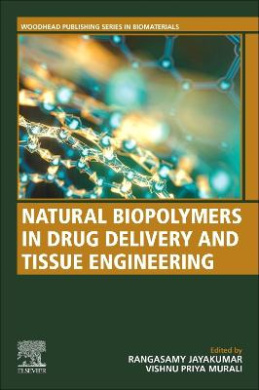 WOODHEAD PUBLISHING SERIES IN BIOMATERIALS
NATURAL BIOPOLYMERS
IN DRUG DELIVERY AND
TISSUE ENGINEERING
Edited by
RANGASAMY JAYAKUMAR
VISHNU PRIYA MURALI
ELSEVIER